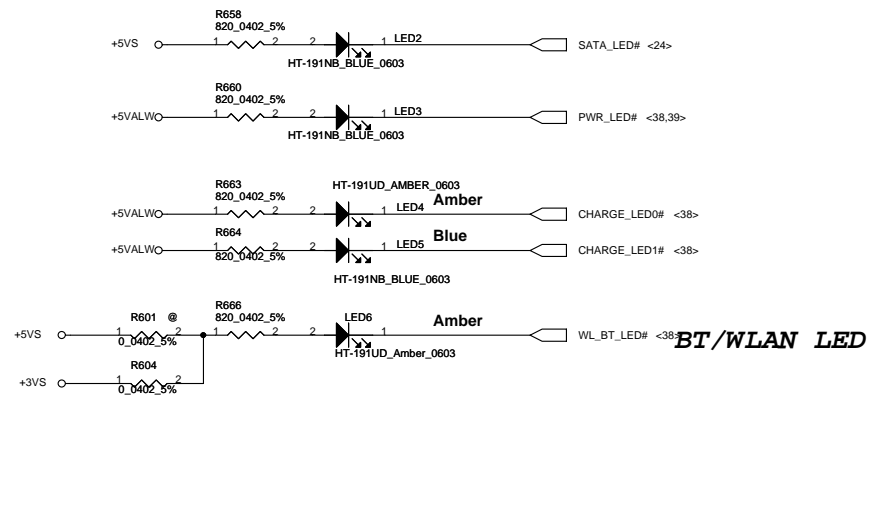 R658
820_0402_5%
+5VS 1 2 2 1 LED2 SATA_LED# <24>
HT-191NB_BLUE_0603
R660
820_0402_5%
+5VALW 1 2 2 1 LED3 PWR_LED# <38,39>
HT-191NB_BLUE_0603
R663 HT-191UD_AMBER_0603
820_0402_5% Amber
+5VALW 1 2 2 1 LED4 CHARGE_LED0# <38>
R664 Blue
+5VALW 1 2 2 1 LED5 CHARGE_LED1# <38>
820_0402_5%
HT-191NB_BLUE_0603
R666
R601 @ 820_0402_5% LED6 Amber
+5VS 1 2 1 2 2 1 WL_BT_LED# <38> BT/WLAN LED
0_0402_5% HT-191UD_Amber_0603
R604
+3VS 1 2
0_0402_5%